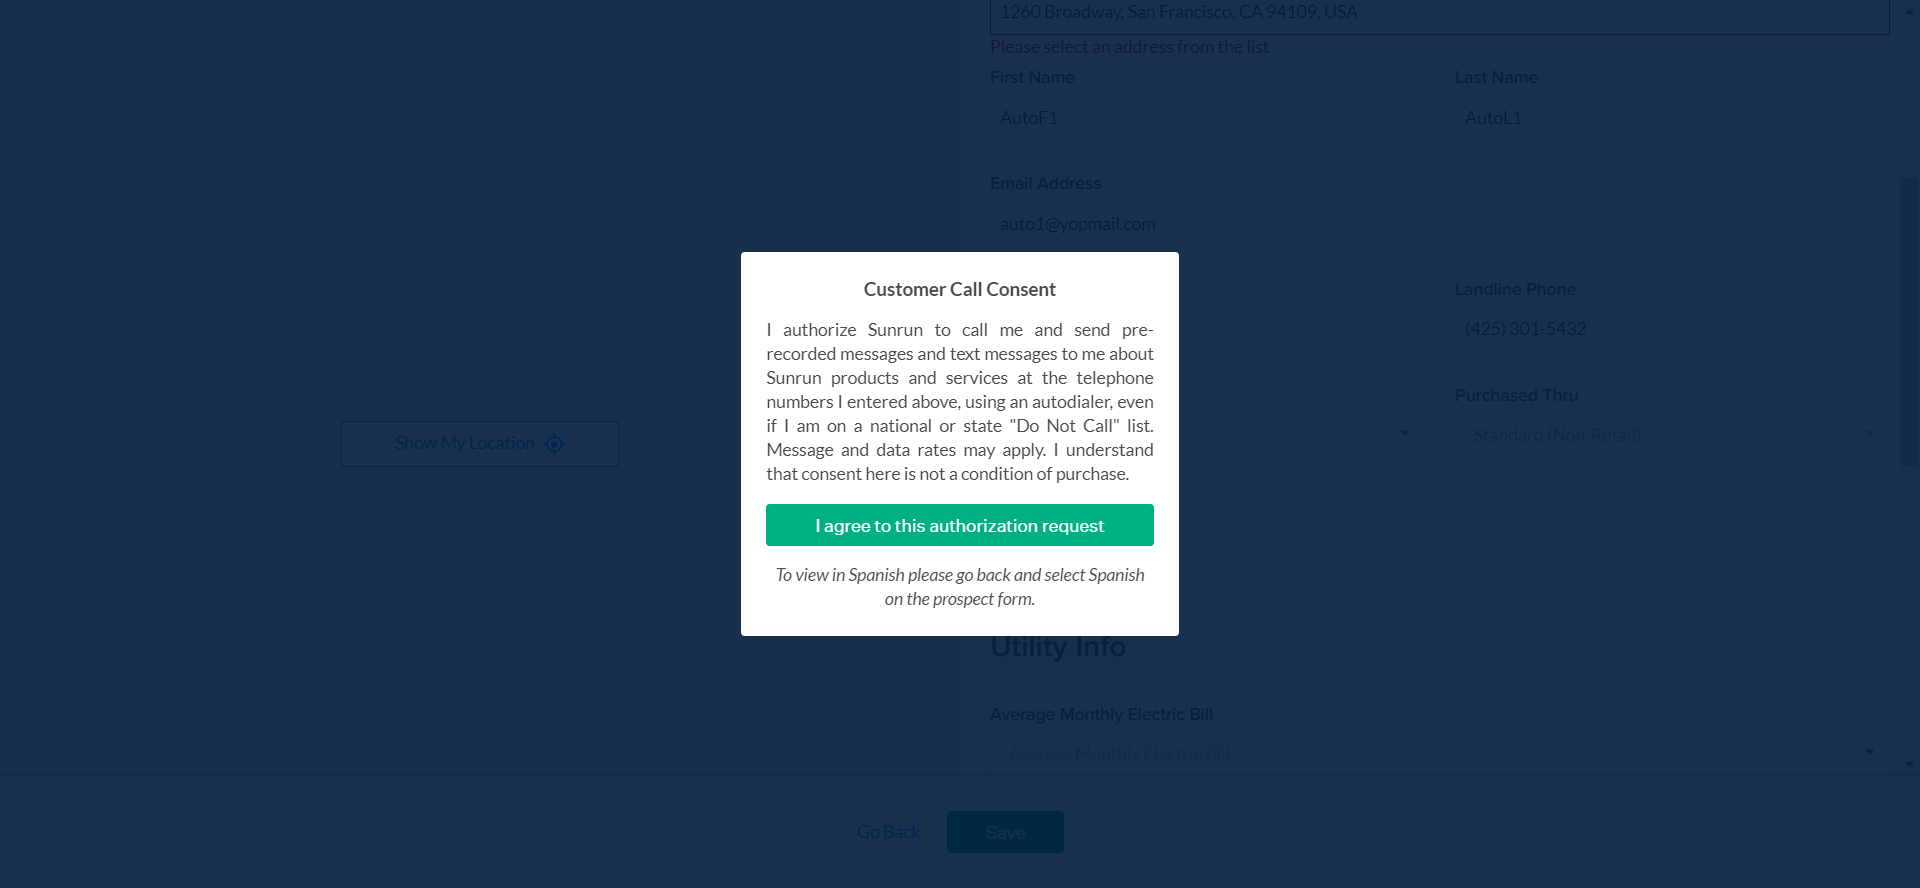 1260 Broadway, San Francisco, CA 94109, USA
Please select an address from the list
First Name
Last Name
AutoF1
AutoL1
Email Address
auto1@yopmail.com
Landline Phone
(425) 301-5432
Purchased Thru
Standard (Non-Retail)
Show My Location
Customer Call Consent
I authorize Sunrun to call me and send pre-
recorded messages and text messages to me about
Sunrun products and services at the telephone
numbers I entered above, using an autodialer, even
if I am on a national or state "Do Not Call" list.
Message and data rates may apply. I understand
that consent here is not a condition of purchase.
I agree to this authorization request
To view in Spanish please go back and select Spanish
on the prospect form.
Utility Info
Average Monthly Electric Bill
Average Monthly Electric Bill
Go Back
Save